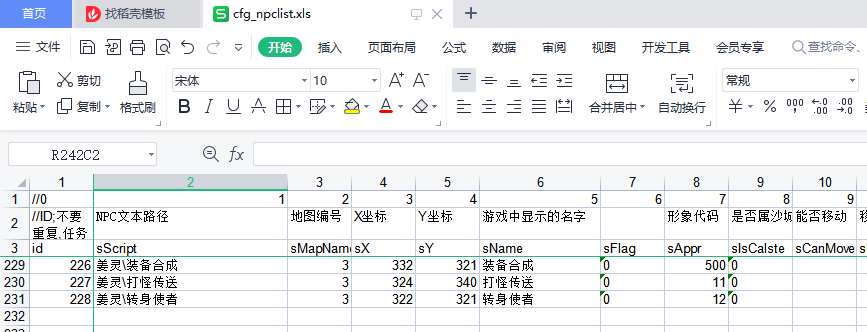 首页 找稻壳模板 cfg_npclist.xls
文件 开始 插入 页面布局 公式 数据 审阅 视图 开发工具 会员专享 查找命令、
粘贴 剪切 复制 格式刷 宋体 10 A⁺ A⁻ B I U A 合并居中 自动换行 常规 ¥ % 000
R242C2 fx
1 2 3 4 5 6 7 8 9 10
1 //0 1 2 3 4 5 6 7 8 9
2 //ID;不要重复,任务 NPC文本路径 地图编号 X坐标 Y坐标 游戏中显示的名字 形象代码 是否属沙城 能否移动 移
3 id sScript sMapName sX sY sName sFlag sAppr sIsCalste sCanMove s
229 226 姜灵\装备合成 3 332 321 装备合成 0 500 0
230 227 姜灵\打怪传送 3 324 340 打怪传送 0 11 0
231 228 姜灵\转身使者 3 322 321 转身使者 0 12 0